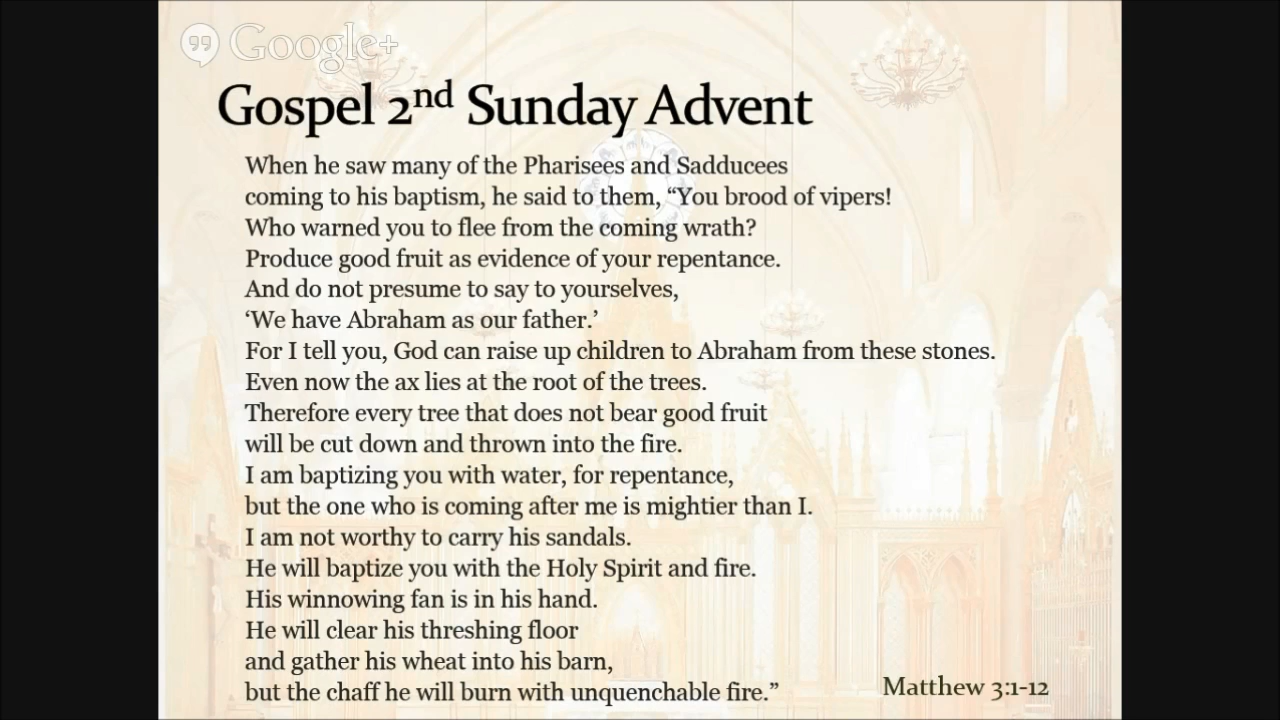 Google+
Gospel 2nd Sunday Advent
When he saw many of the Pharisees and Sadducees
coming to his baptism, he said to them, “You brood of vipers!
Who warned you to flee from the coming wrath?
Produce good fruit as evidence of your repentance.
And do not presume to say to yourselves,
‘We have Abraham as our father.’
For I tell you, God can raise up children to Abraham from these stones.
Even now the ax lies at the root of the trees.
Therefore every tree that does not bear good fruit
will be cut down and thrown into the fire.
I am baptizing you with water, for repentance,
but the one who is coming after me is mightier than I.
I am not worthy to carry his sandals.
He will baptize you with the Holy Spirit and fire.
His winnowing fan is in his hand.
He will clear his threshing floor
and gather his wheat into his barn,
but the chaff he will burn with unquenchable fire.”
Matthew 3:1-12